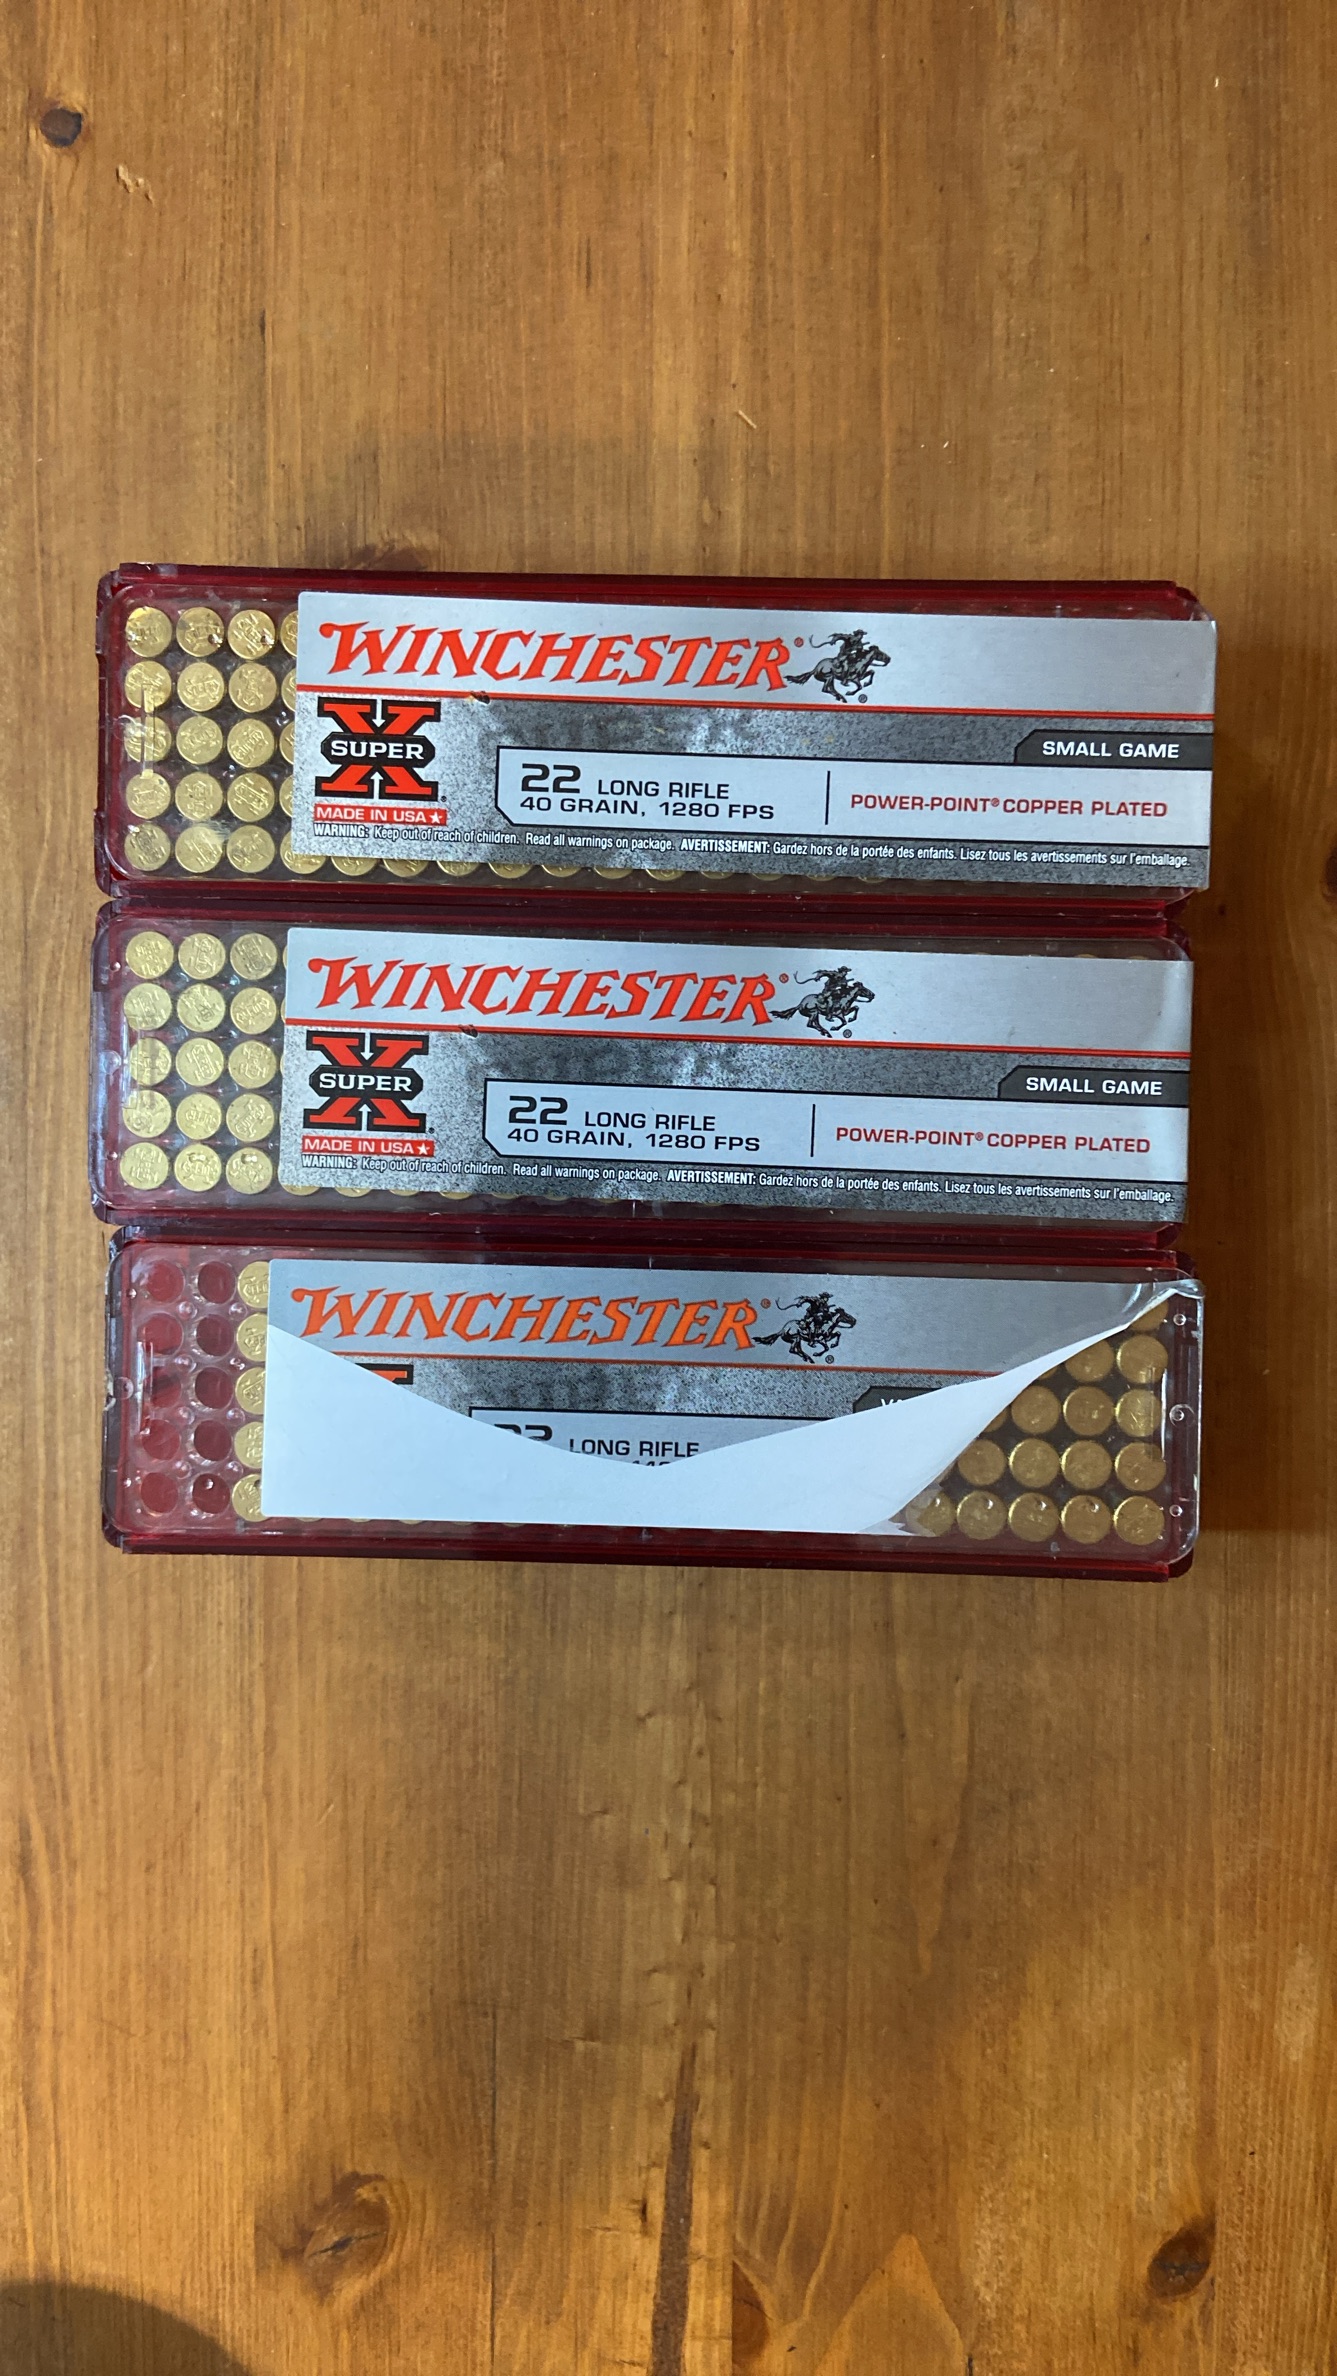 WINCHESTER®
X
SUPER
SMALL GAME
22 LONG RIFLE
40 GRAIN, 1280 FPS
POWER-POINT® COPPER PLATED
MADE IN USA
WARNING: Keep out of reach of children. Read all warnings on package. AVERTISSEMENT: Gardez hors de la portée des enfants. Lisez tous les avertissements sur l'emballage.
WINCHESTER®
X
SUPER
SMALL GAME
22 LONG RIFLE
40 GRAIN, 1280 FPS
POWER-POINT® COPPER PLATED
MADE IN USA
WARNING: Keep out of reach of children. Read all warnings on package. AVERTISSEMENT: Gardez hors de la portée des enfants. Lisez tous les avertissements sur l'emballage.
WINCHESTER®
22 LONG RIFLE